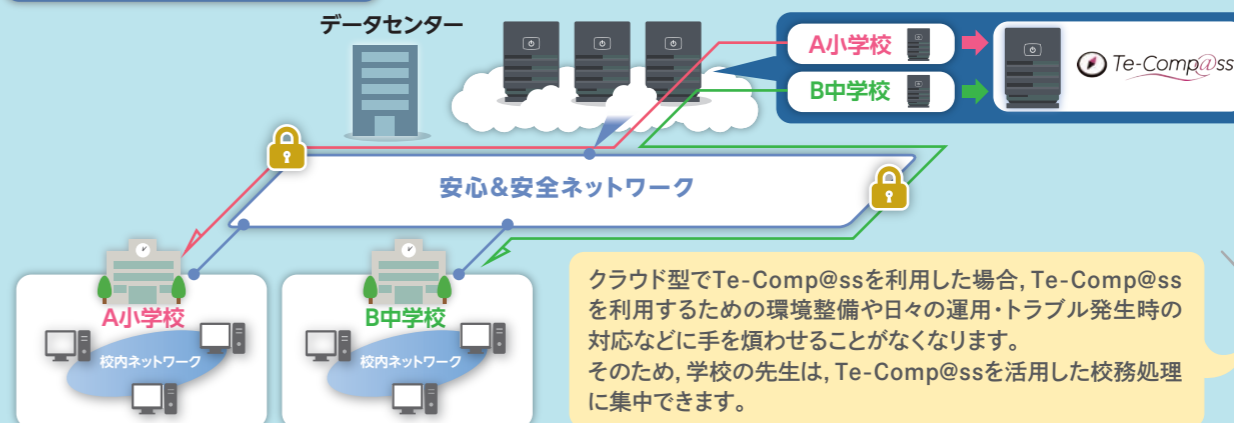 データセンター
A小学校
B中学校
Te-Comp@ss
安心&安全ネットワーク
A小学校
校内ネットワーク
B中学校
校内ネットワーク
クラウド型でTe-Comp@ssを利用した場合,Te-Comp@ss
を利用するための環境整備や日々の運用・トラブル発生時の
対応などに手を煩わせることがなくなります。
そのため,学校の先生は,Te-Comp@ssを活用した校務処理
に集中できます。